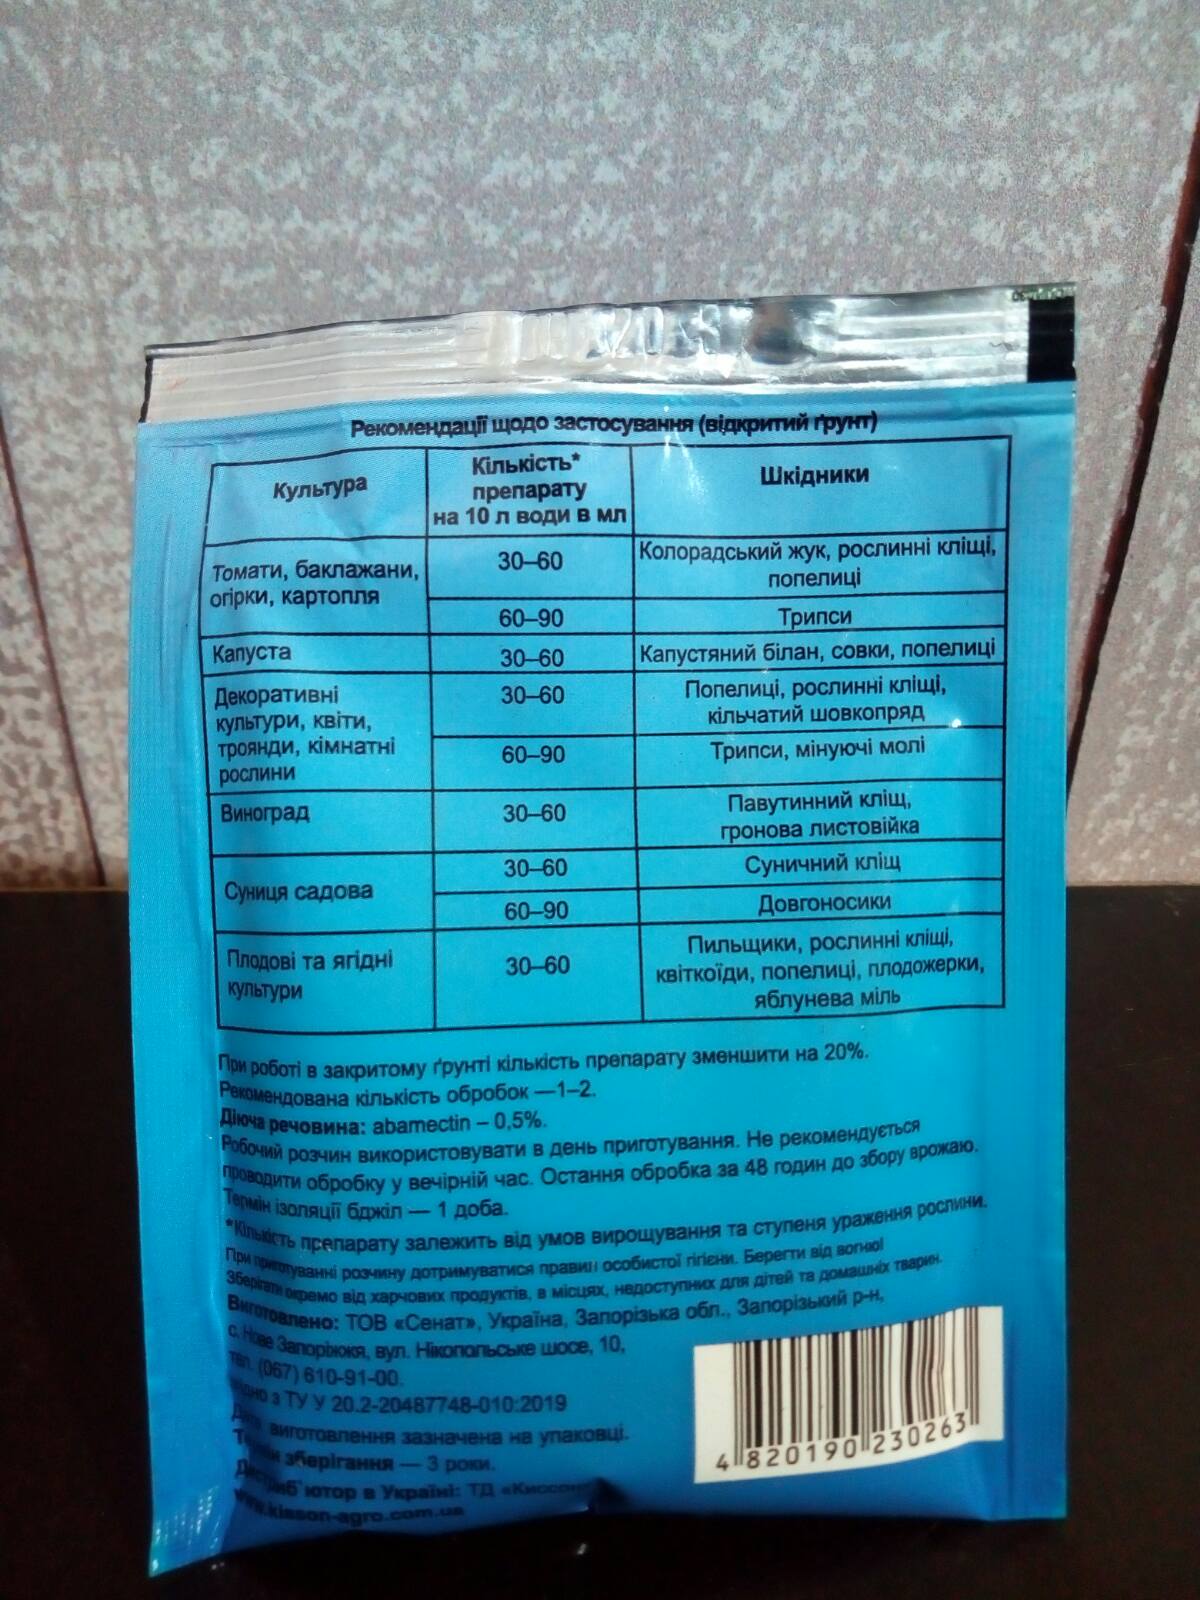 Рекомендації щодо застосування (відкритий ґрунт)
Культура
Кількість*
препарату
на 10 л води в мл
Шкідники
Томати, баклажани,
огірки, картопля
30–60
Колорадський жук, рослинні кліщі,
попелиці
60–90
Трипси
Капуста
30–60
Капустяний білан, совки, попелиці
Декоративні
культури, квіти,
троянди, кімнатні
рослини
30–60
Попелиці, рослинні кліщі,
кільчатий шовкопряд
60–90
Трипси, мінуючі молі
Виноград
30–60
Павутинний кліщ,
гронова листовійка
Суниця садова
30–60
Суничний кліщ
60–90
Довгоносики
Плодові та ягідні
культури
30–60
Пильщики, рослинні кліщі,
квіткоїди, попелиці, плодожерки,
яблунева міль
При роботі в закритому ґрунті кількість препарату зменшити на 20%.
Рекомендована кількість обробок —1–2.
Діюча речовина: abamectin – 0,5%.
Робочий розчин використовувати в день приготування. Не рекомендується
проводити обробку у вечірній час. Остання обробка за 48 годин до збору врожаю.
Термін ізоляції бджіл — 1 доба.
*Кількість препарату залежить від умов вирощування та ступеня ураження рослини.
При приготуванні розчину дотримуватися правил особистої гігієни. Берегти від вогню!
Зберігати окремо від харчових продуктів, в місцях, недоступних для дітей та домашніх тварин.
Виготовлено: ТОВ «Сенат», Україна, Запорізька обл., Запорізький р-н,
с. Нове Запоріжжя, вул. Нікопольське шосе, 10,
тел. (067) 610-91-00.
з ТУ У 20.2-20487748-010:2019
Дата виготовлення зазначена на упаковці.
Термін зберігання — 3 роки.
Дистриб'ютор в Україні: ТД «Киссон
www.kisson-agro.com.ua
4 820190 230263